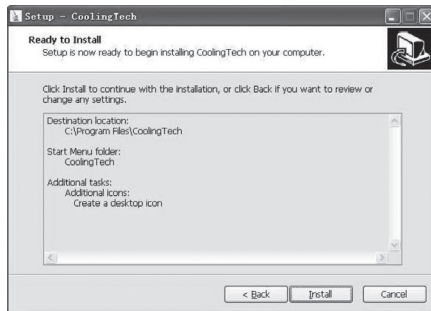 Setup - CoolingTech
Ready to Install
Setup is now ready to begin installing CoolingTech on your computer.
Click Install to continue with the installation, or click Back if you want to review or
change any settings.
Destination location:
C:\Program Files\CoolingTech
Start Menu folder:
CoolingTech
Additional tasks:
Additional icons:
Create a desktop icon
< Back
Install
Cancel